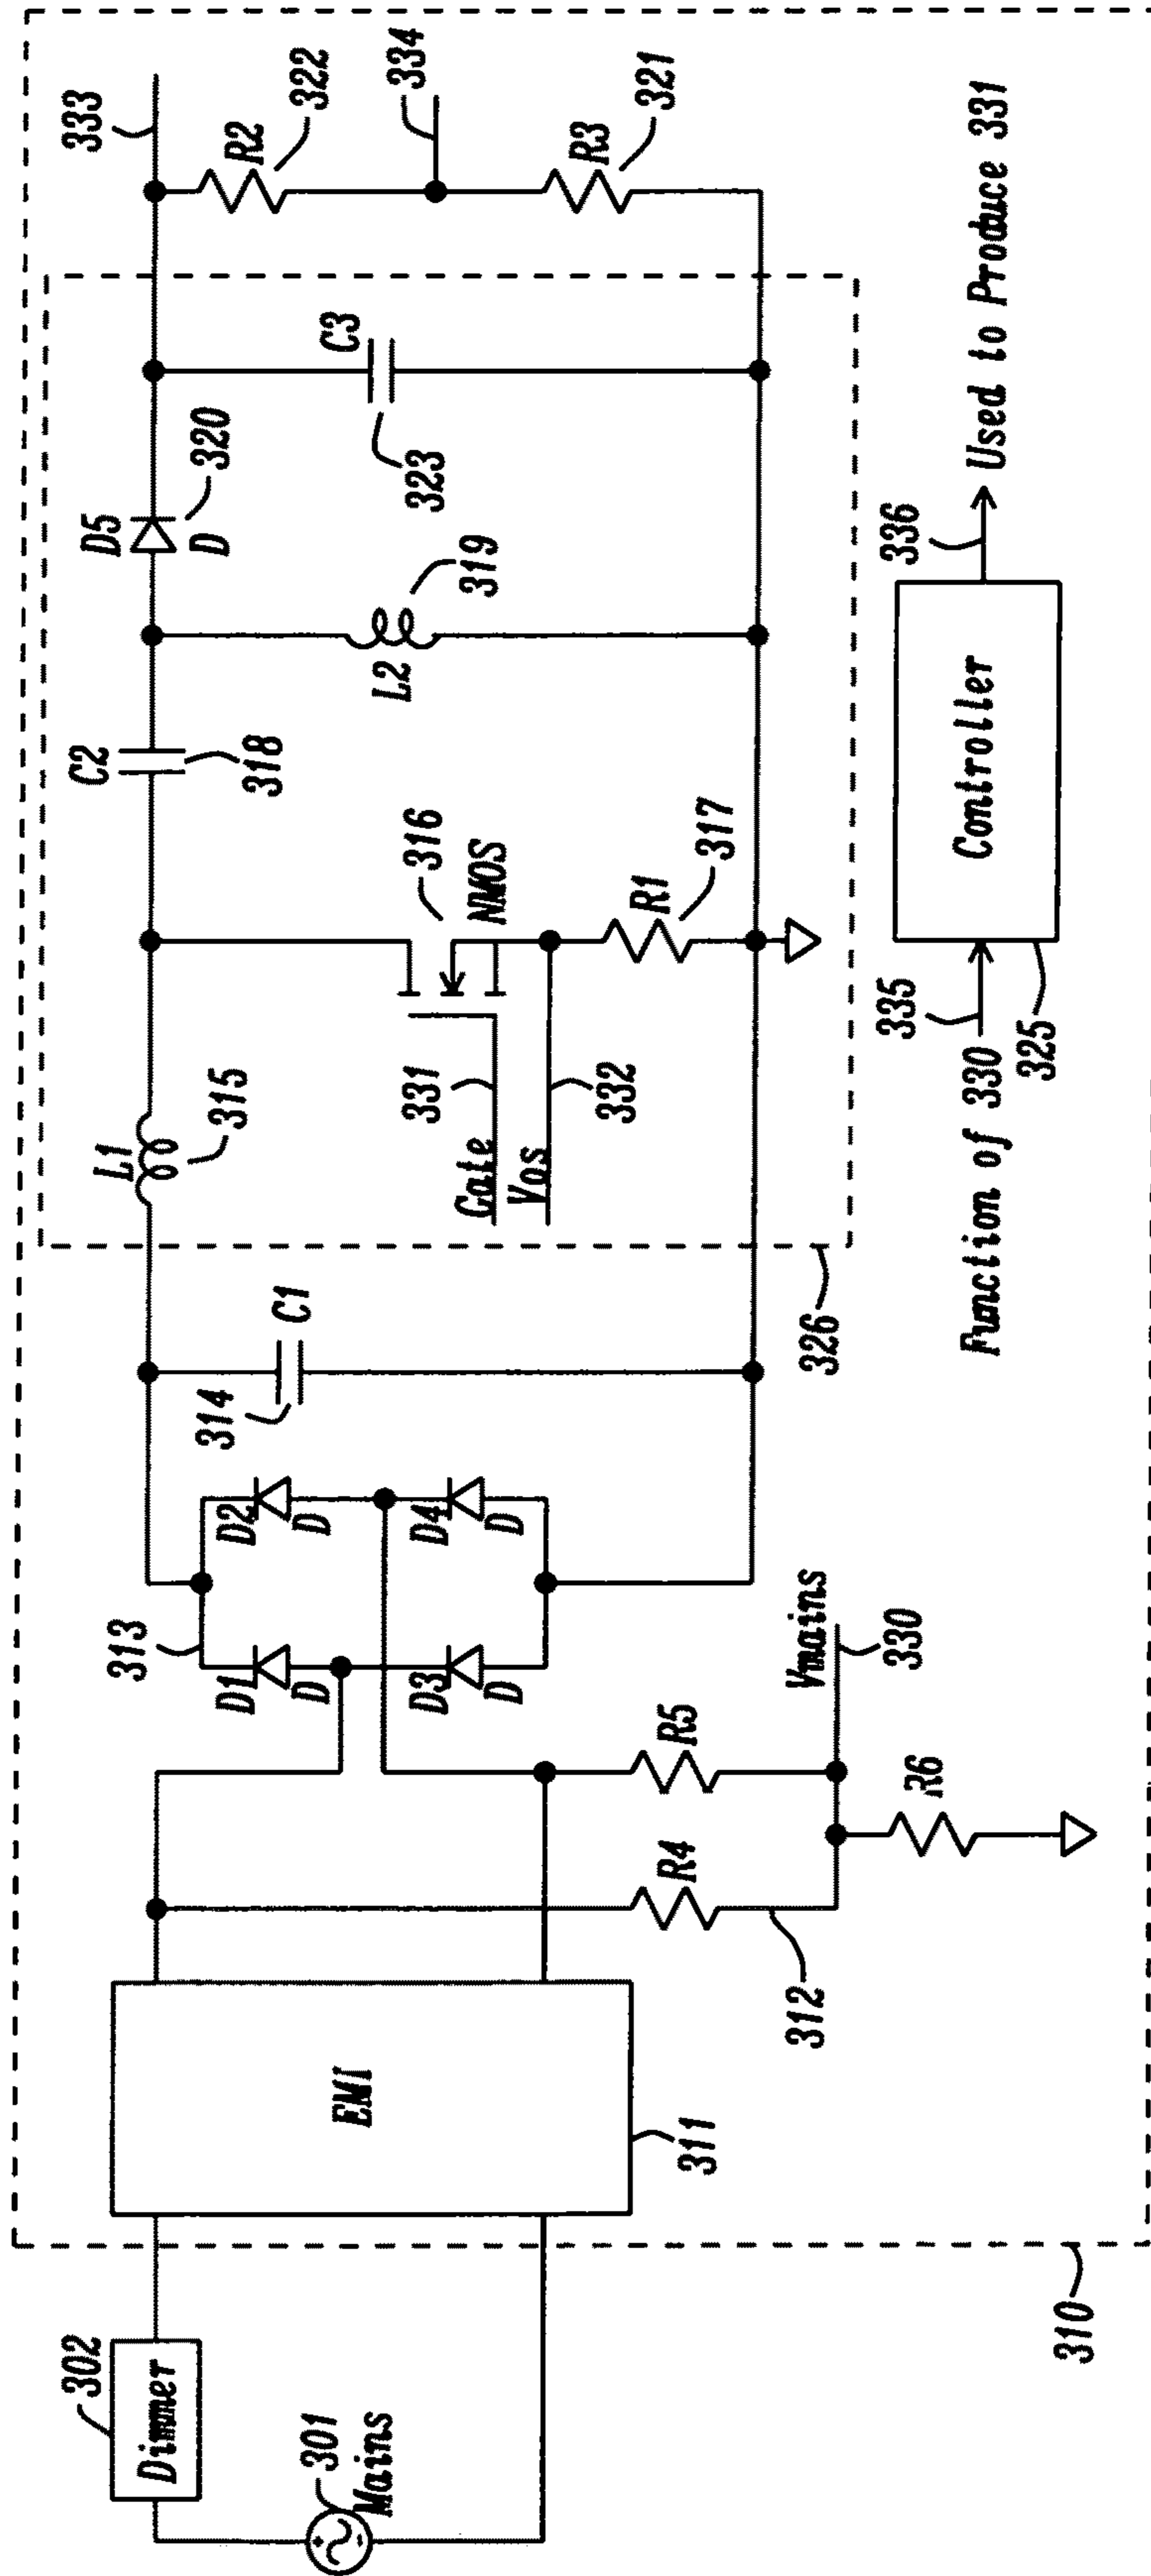 302
Dimmer
301
Mains
310
EMI
311
312
R4
R5
R6
Vmains
330
313
D1
D
D2
D
D3
D
D4
D
314
C1
326
L1
315
Gate
331
Vos
332
316
NMOS
R1
317
C2
318
L2
319
D5
D
320
C3
323
333
R2
322
334
R3
321
Function of 330
335
325
Controller
336
Used to Produce 331